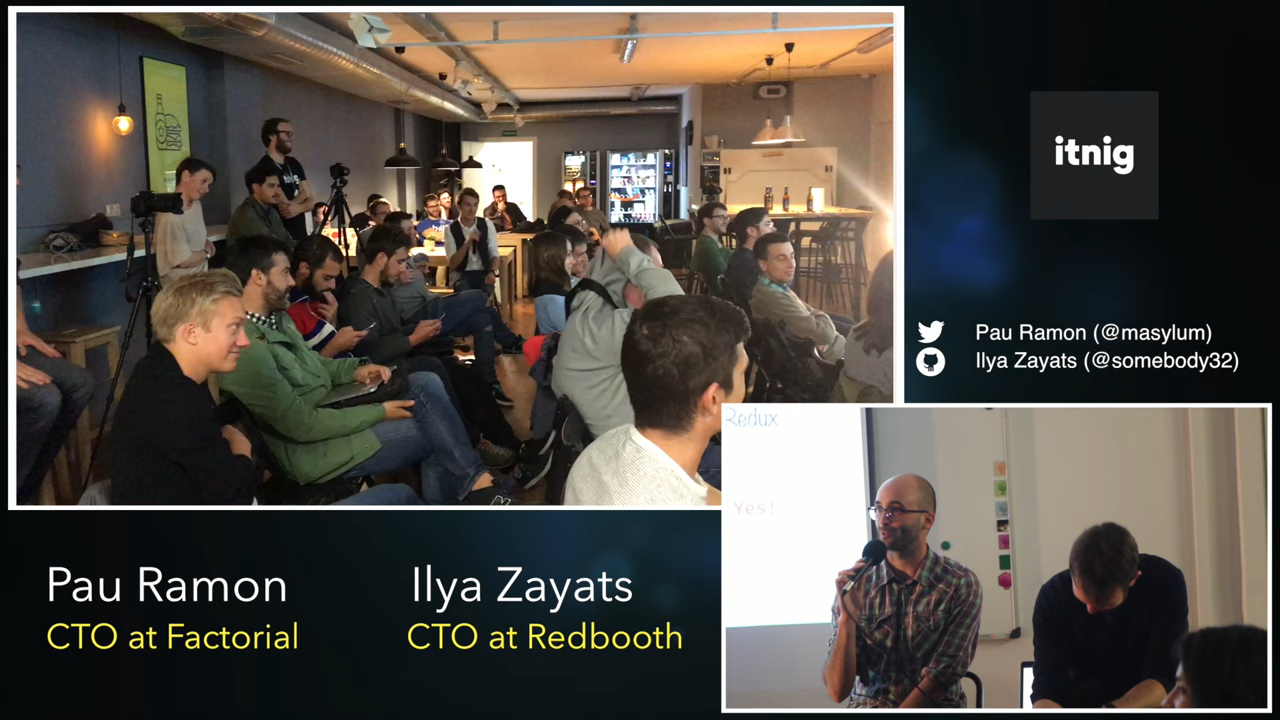 itnig
Pau Ramon (@masylum)
Ilya Zayats (@somebody32)
Redux
Yes!
Pau Ramon
CTO at Factorial
Ilya Zayats
CTO at Redbooth